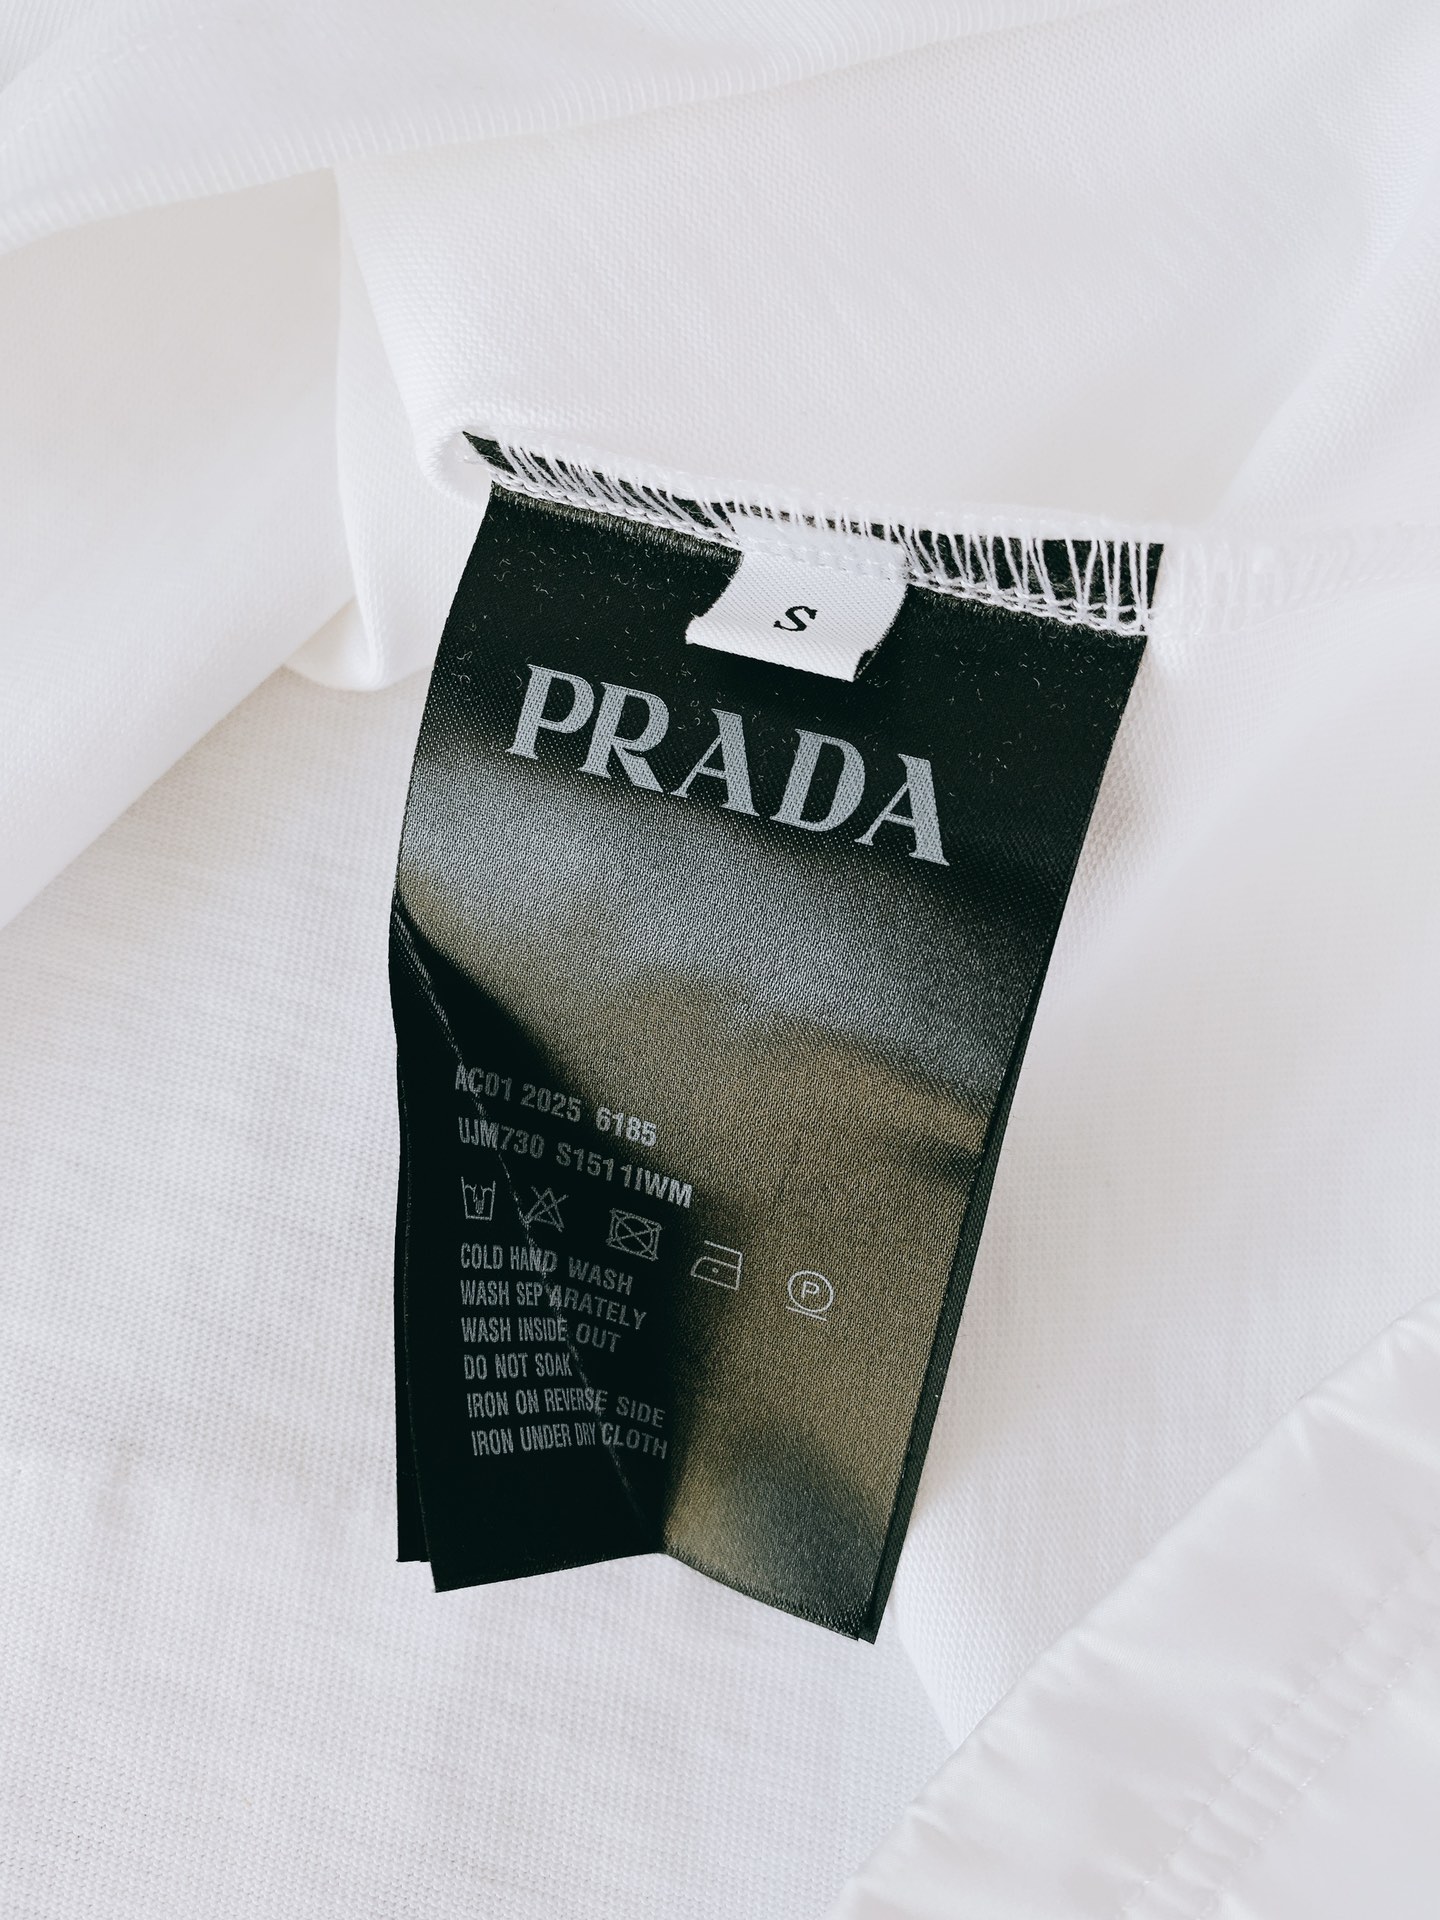 S
PRADA
AC01 2025 6185
UJM730 S1511IWM
P
COLD HAND WASH
WASH SEPARATELY
WASH INSIDE OUT
DO NOT SOAK
IRON ON REVERSE SIDE
IRON UNDER DRY CLOTH